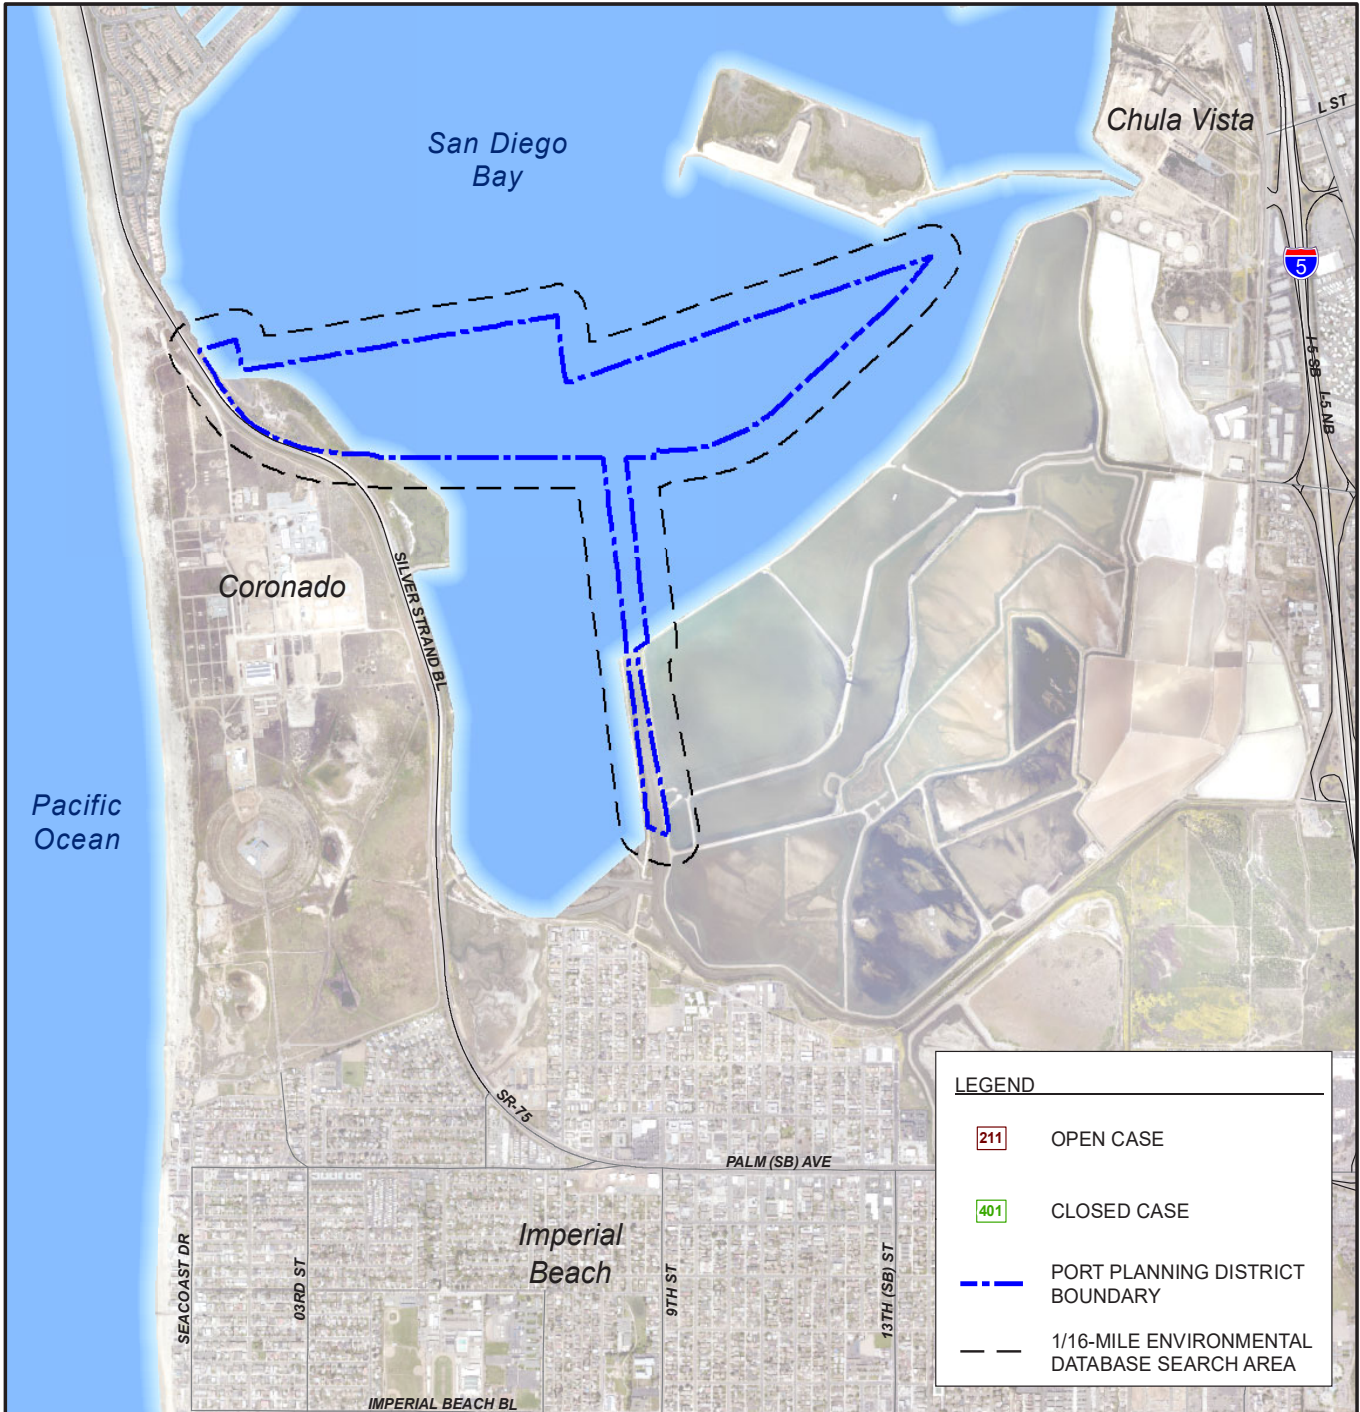 San Diego
Bay
Chula Vista
L ST
5
I-5 SB
I-5 NB
Coronado
SILVER STRAND BL
Pacific
Ocean
SR-75
PALM (SB) AVE
Imperial
Beach
SEACOAST DR
03RD ST
9TH ST
13TH (SB) ST
IMPERIAL BEACH BL
LEGEND
211 OPEN CASE
401 CLOSED CASE
PORT PLANNING DISTRICT
BOUNDARY
1/16-MILE ENVIRONMENTAL
DATABASE SEARCH AREA